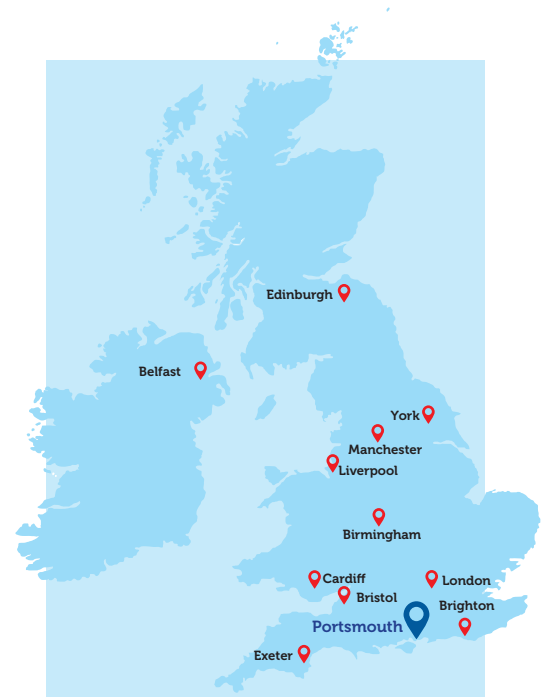 Edinburgh
Belfast
York
Manchester
Liverpool
Birmingham
Cardiff
London
Bristol
Brighton
Portsmouth
Exeter